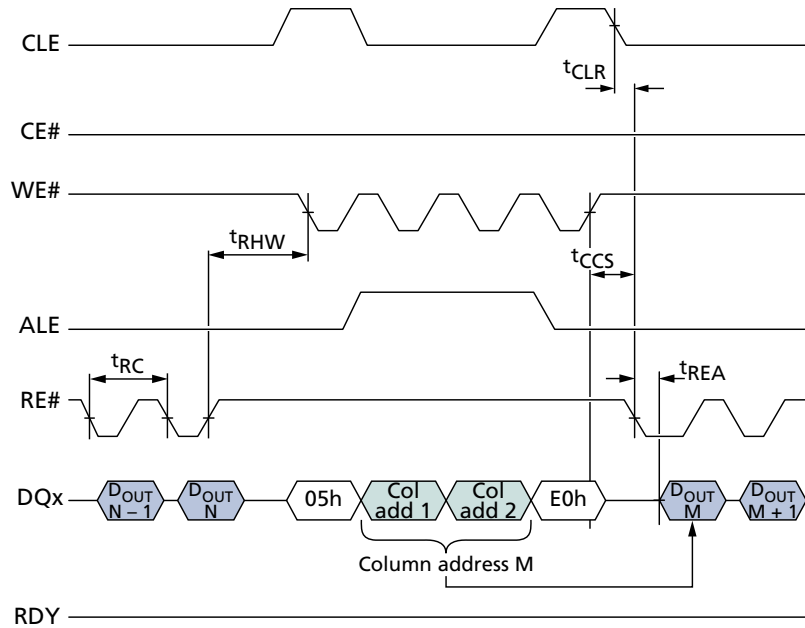 CLE
tCLR
CE#
WE#
tRHW
tCCS
ALE
tRC
tREA
RE#
DQx
DOUT
N – 1
DOUT
N
05h
Col
add 1
Col
add 2
E0h
DOUT
M
DOUT
M + 1
Column address M
RDY